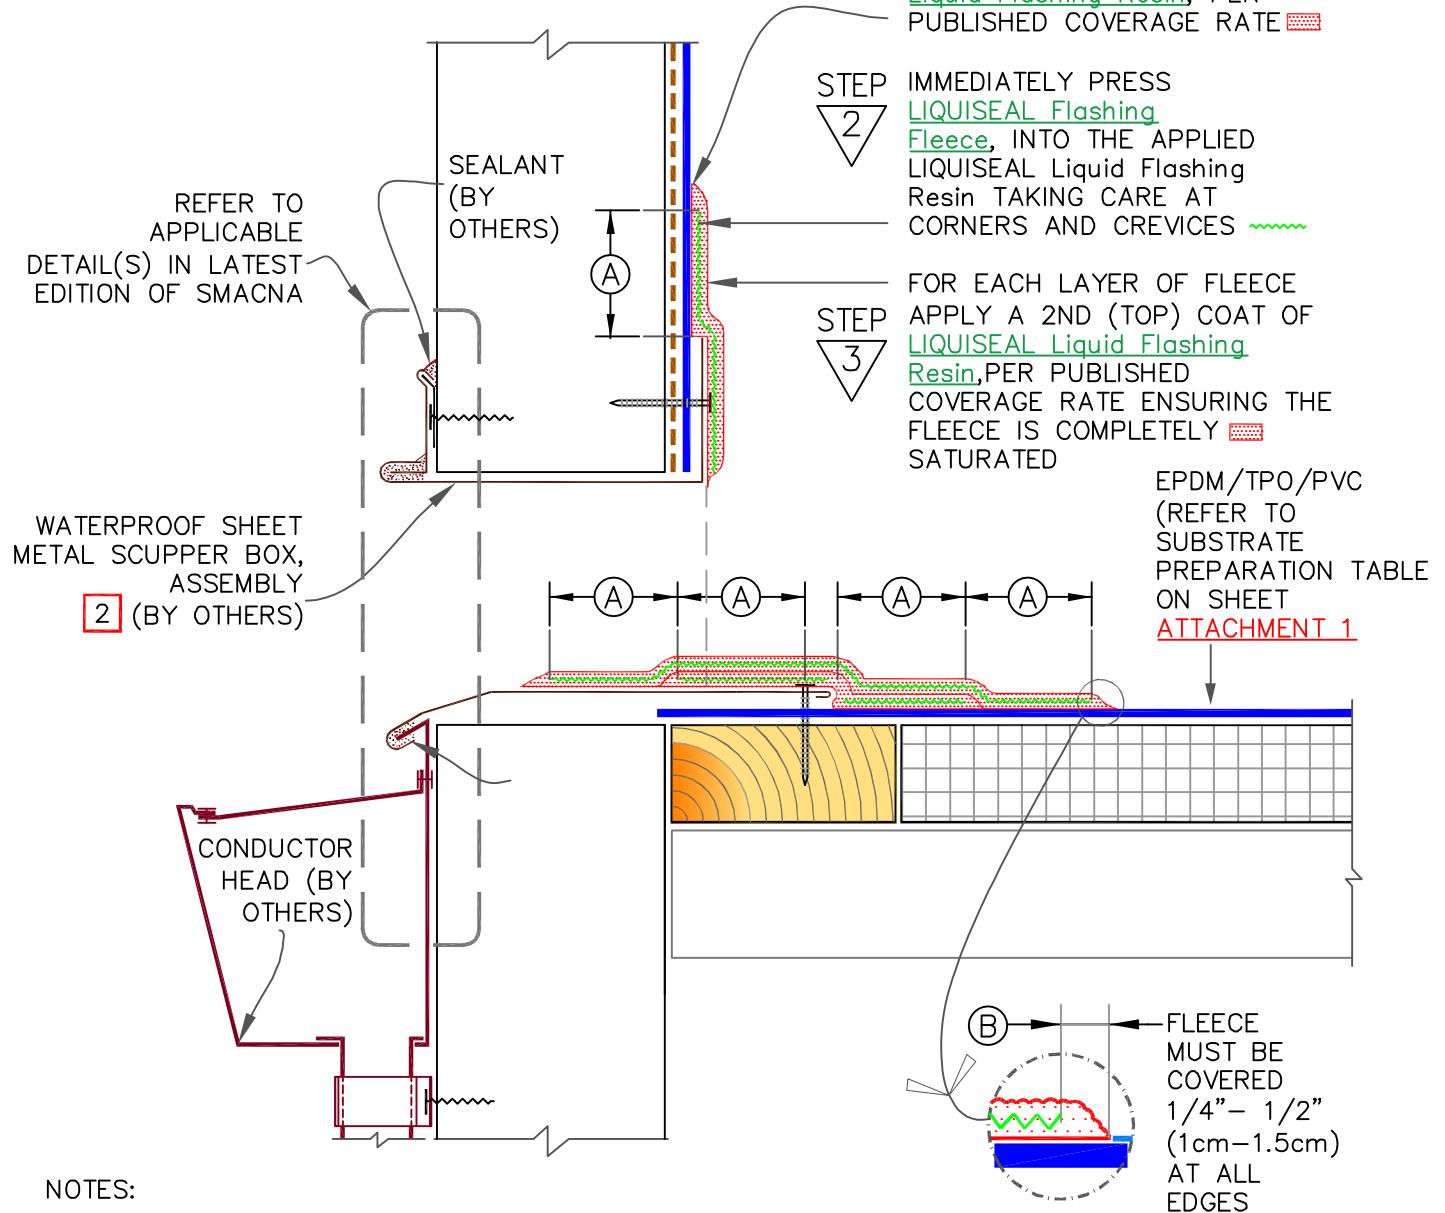 Liquid Flashing Resin, PER
PUBLISHED COVERAGE RATE
STEP
2
IMMEDIATELY PRESS
LIQUISEAL Flashing
Fleece, INTO THE APPLIED
LIQUISEAL Liquid Flashing
Resin TAKING CARE AT
CORNERS AND CREVICES
STEP
3
FOR EACH LAYER OF FLEECE
APPLY A 2ND (TOP) COAT OF
LIQUISEAL Liquid Flashing
Resin,PER PUBLISHED
COVERAGE RATE ENSURING THE
FLEECE IS COMPLETELY
SATURATED
SEALANT
(BY
OTHERS)
REFER TO
APPLICABLE
DETAIL(S) IN LATEST
EDITION OF SMACNA
A
WATERPROOF SHEET
METAL SCUPPER BOX,
ASSEMBLY
2 (BY OTHERS)
A A A A
EPDM/TPO/PVC
(REFER TO
SUBSTRATE
PREPARATION TABLE
ON SHEET
ATTACHMENT 1
CONDUCTOR
HEAD (BY
OTHERS)
B
FLEECE
MUST BE
COVERED
1/4"– 1/2"
(1cm–1.5cm)
AT ALL
EDGES
NOTES: